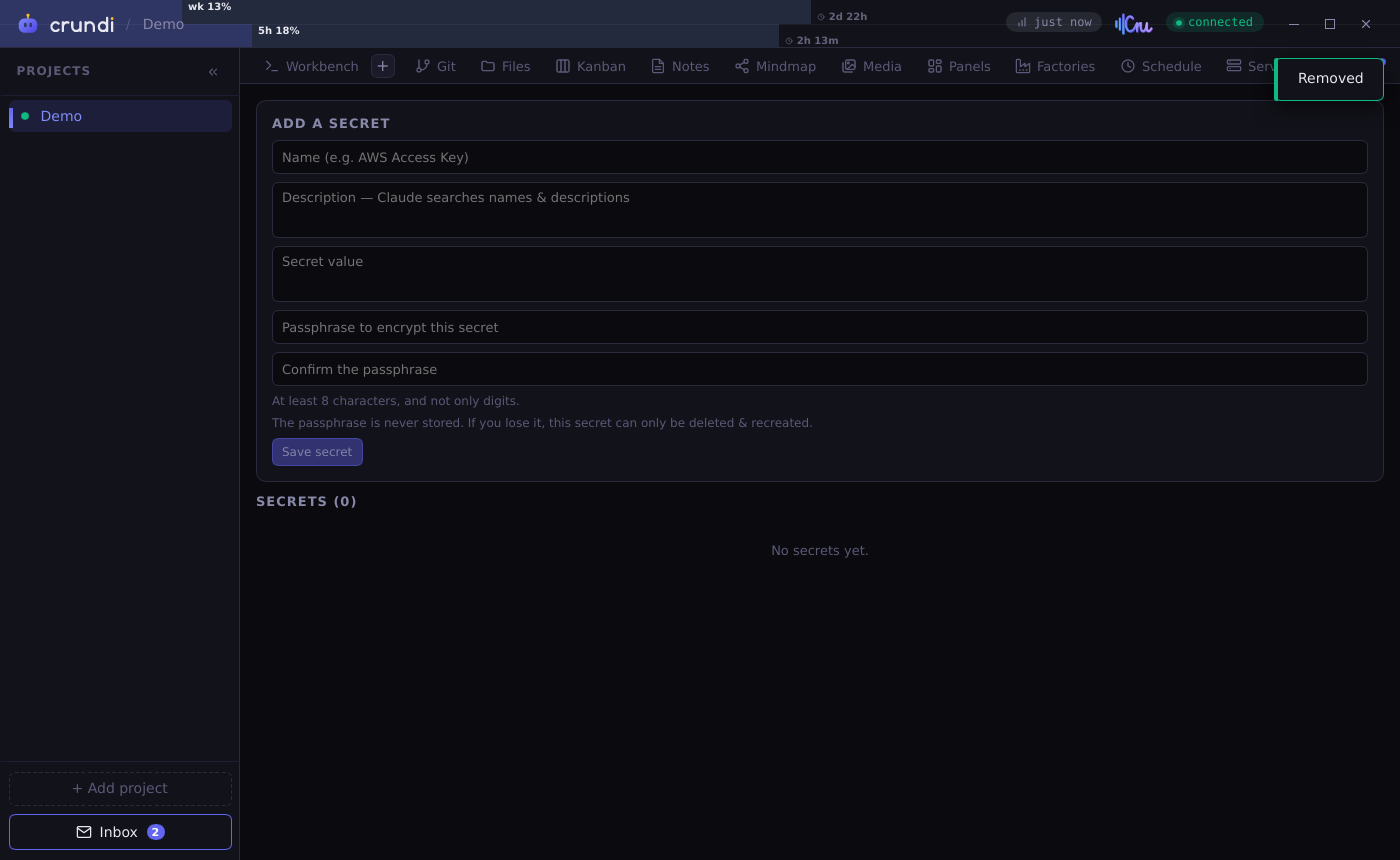 crundi / Demo
wk 13%
2d 22h
5h 18%
2h 13m
just now
Cru
connected
PROJECTS
«
Workbench
+
Git
Files
Kanban
Notes
Mindmap
Media
Panels
Factories
Schedule
Removed
Demo
ADD A SECRET
Name (e.g. AWS Access Key)
Description — Claude searches names & descriptions
Secret value
Passphrase to encrypt this secret
Confirm the passphrase
At least 8 characters, and not only digits.
The passphrase is never stored. If you lose it, this secret can only be deleted & recreated.
Save secret
SECRETS (0)
No secrets yet.
+ Add project
Inbox 2